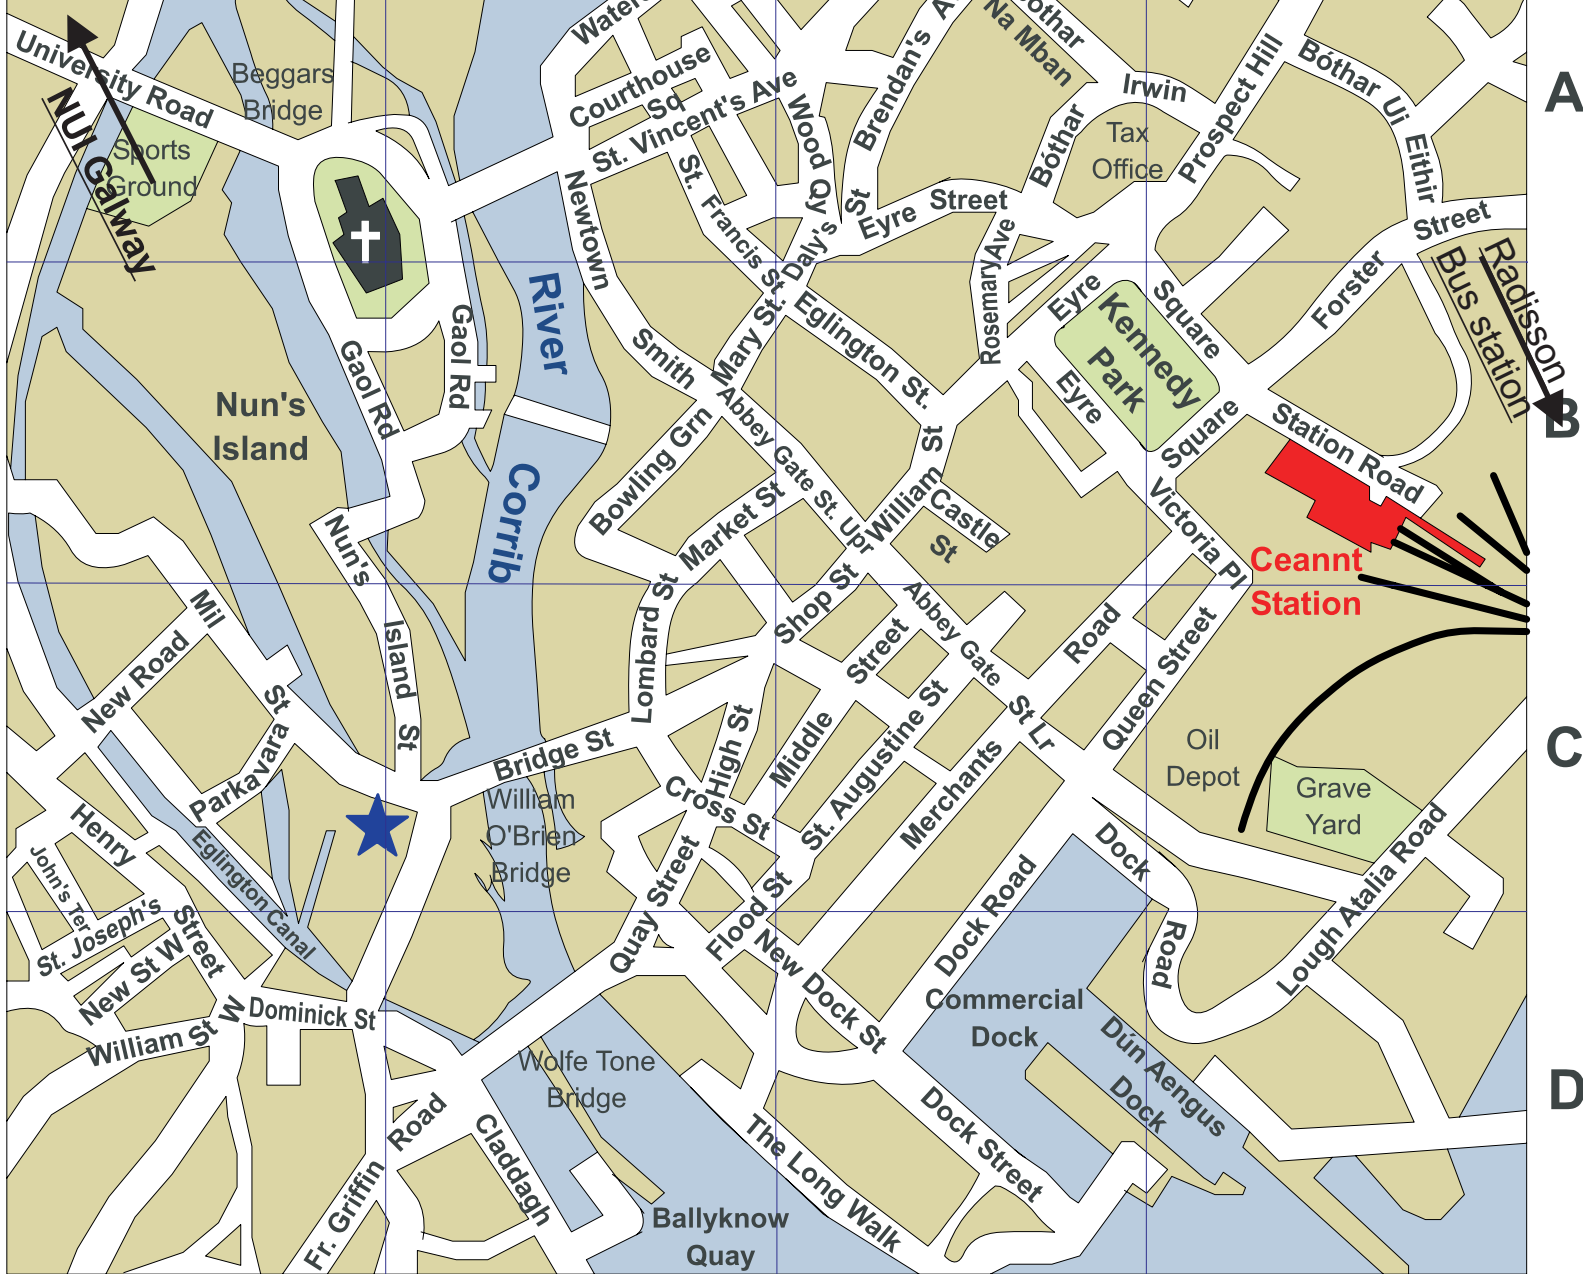 Waters
Bóthar
Na Mban
University Road
Beggars
Bridge
Courthouse
Sq
St. Vincent's Ave
Wood Qy
Brendan's
Irwin
Prospect Hill
Bóthar Uí
Eithir
A
NUI Galway
Sports
Ground
St. Francis St.
Bóthar
Tax
Office
Newtown
Smith
Daly's
St
Eyre Street
Rosemary Ave
Street
Forster
Bus station
Radisson
River
Corrib
Gaol Rd
Gaol Rd
Mary St.
Eglington St.
Eyre
Square
Kennedy
Park
Eyre
Square
Nun's
Island
B
Bowling Grn
Abbey Gate St. Upr
Market St
William St
Castle
St
Station Road
Victoria Pl
Ceannt
Station
Nun's
Island
St
Mil
St
New Road
Parkavara
Lombard St
Shop St
Street
Middle
Abbey Gate
St Lr
Road
Merchants
Queen Street
St. Augustine St
High St
Bridge St
Cross St
Oil
Depot
C
Grave
Yard
William
O'Brien
Bridge
Henry
Street
John's Ter
St. Joseph's
New St W
Eglington Canal
Quay Street
Flood St
New Dock St
Dock Road
Dock
Road
Lough Atalia Road
William St W
Dominick St
Commercial
Dock
Dún Aengus
Dock
Wolfe Tone
Bridge
D
Fr. Griffin Road
Claddagh
The Long Walk
Dock Street
Ballyknow
Quay